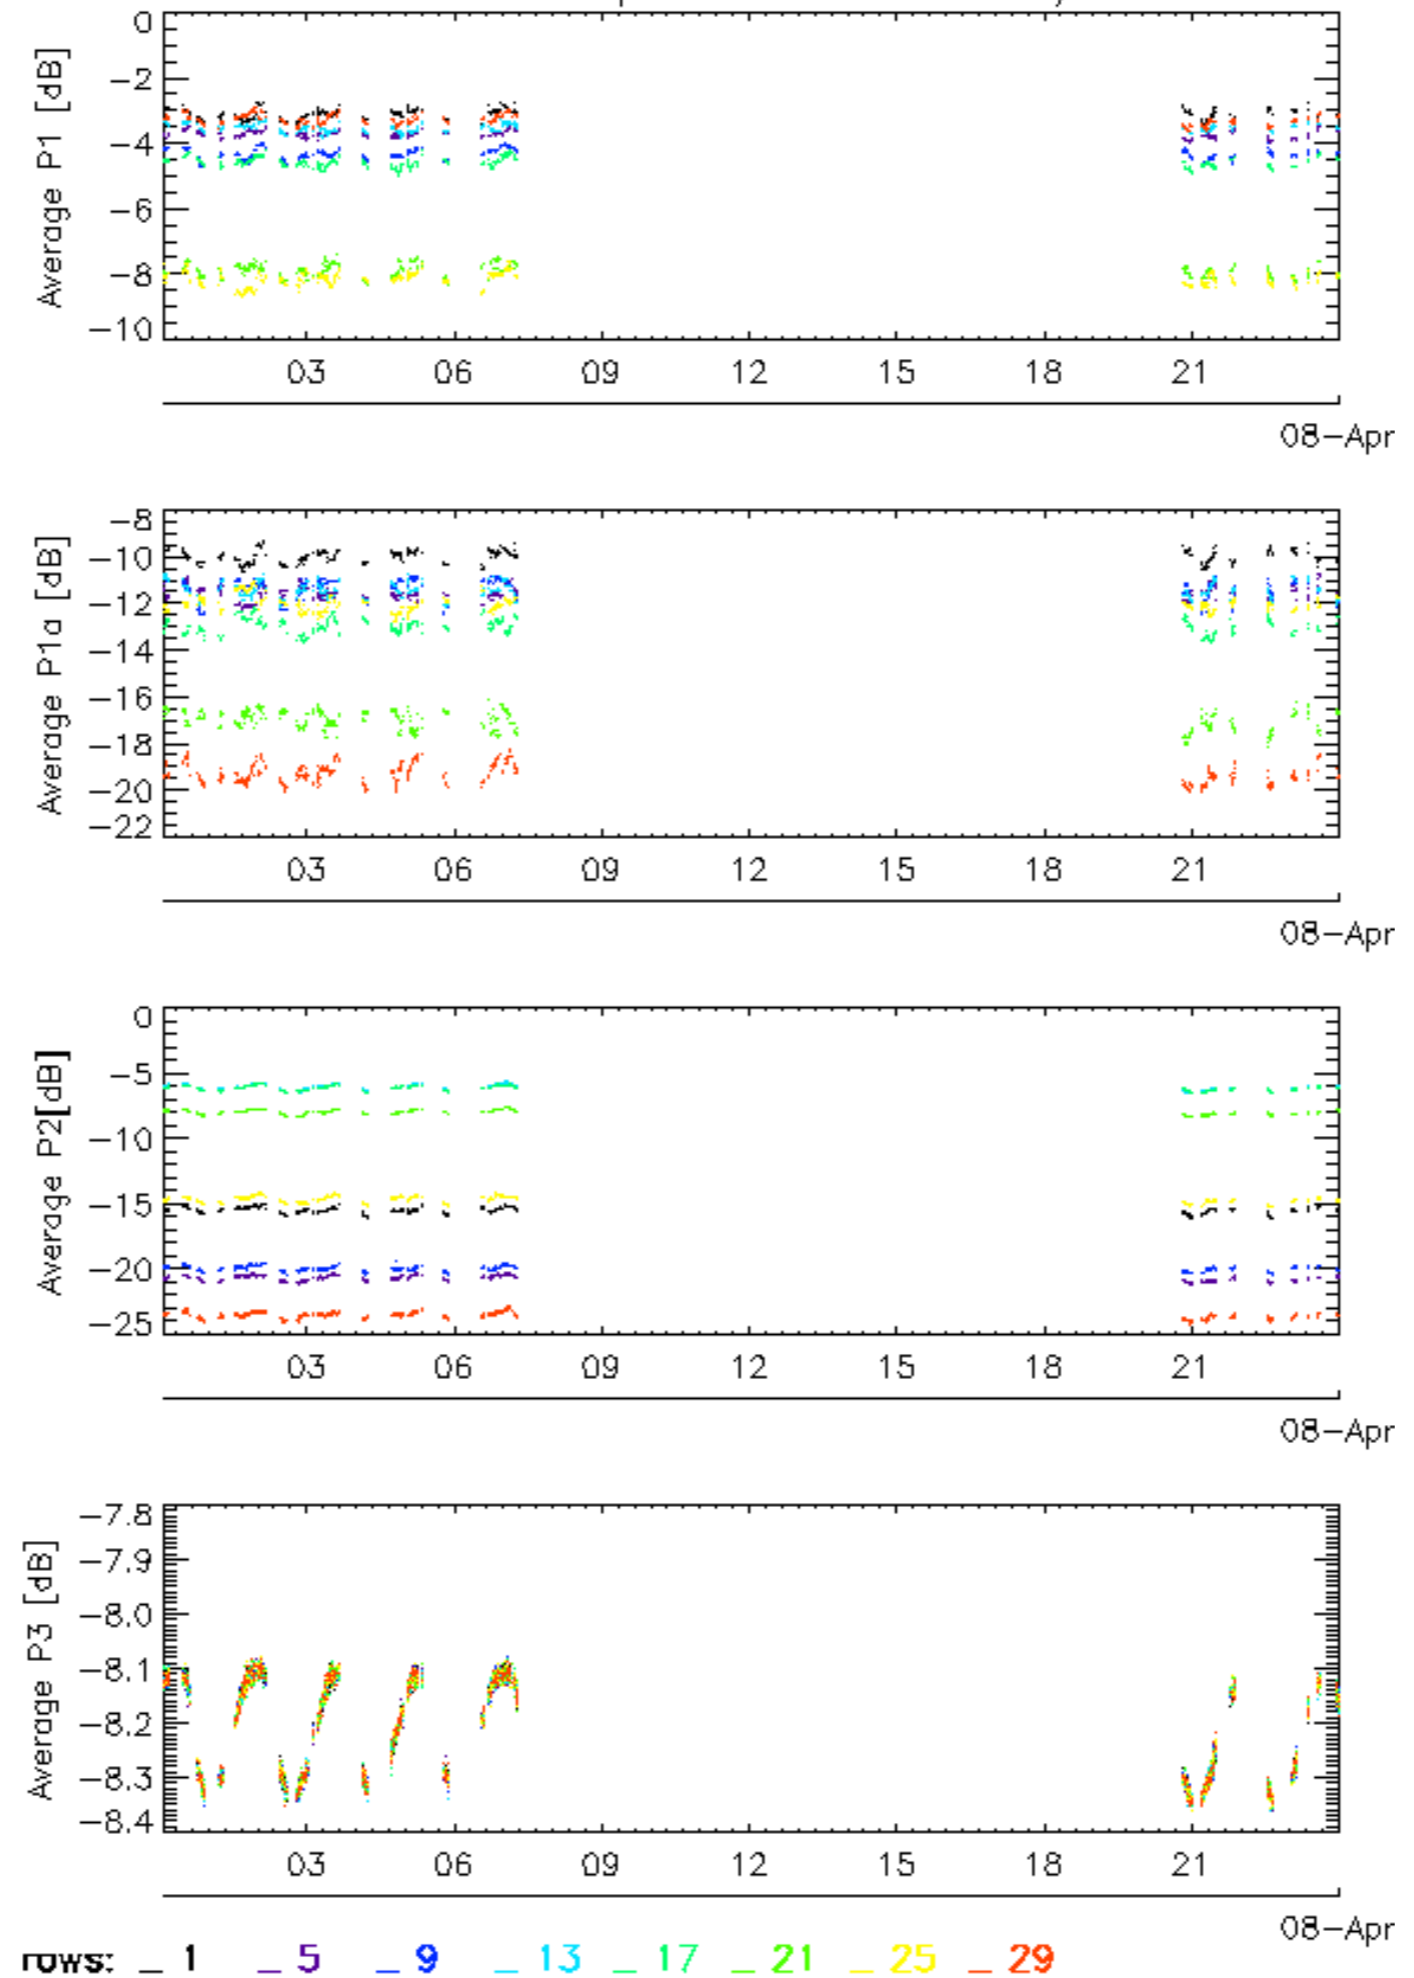 0
-2
-4
-6
-8
-10
Average P1 [dB]
03 06 09 12 15 18 21
08-Apr
-8
-10
-12
-14
-16
-18
-20
-22
Average P1a [dB]
03 06 09 12 15 18 21
08-Apr
0
-5
-10
-15
-20
-25
Average P2[dB]
03 06 09 12 15 18 21
08-Apr
-7.8
-7.9
-8.0
-8.1
-8.2
-8.3
-8.4
Average P3 [dB]
03 06 09 12 15 18 21
08-Apr
rows: _ 1 _ 5 _ 9 _ 13 _ 17 _ 21 _ 25 _ 29